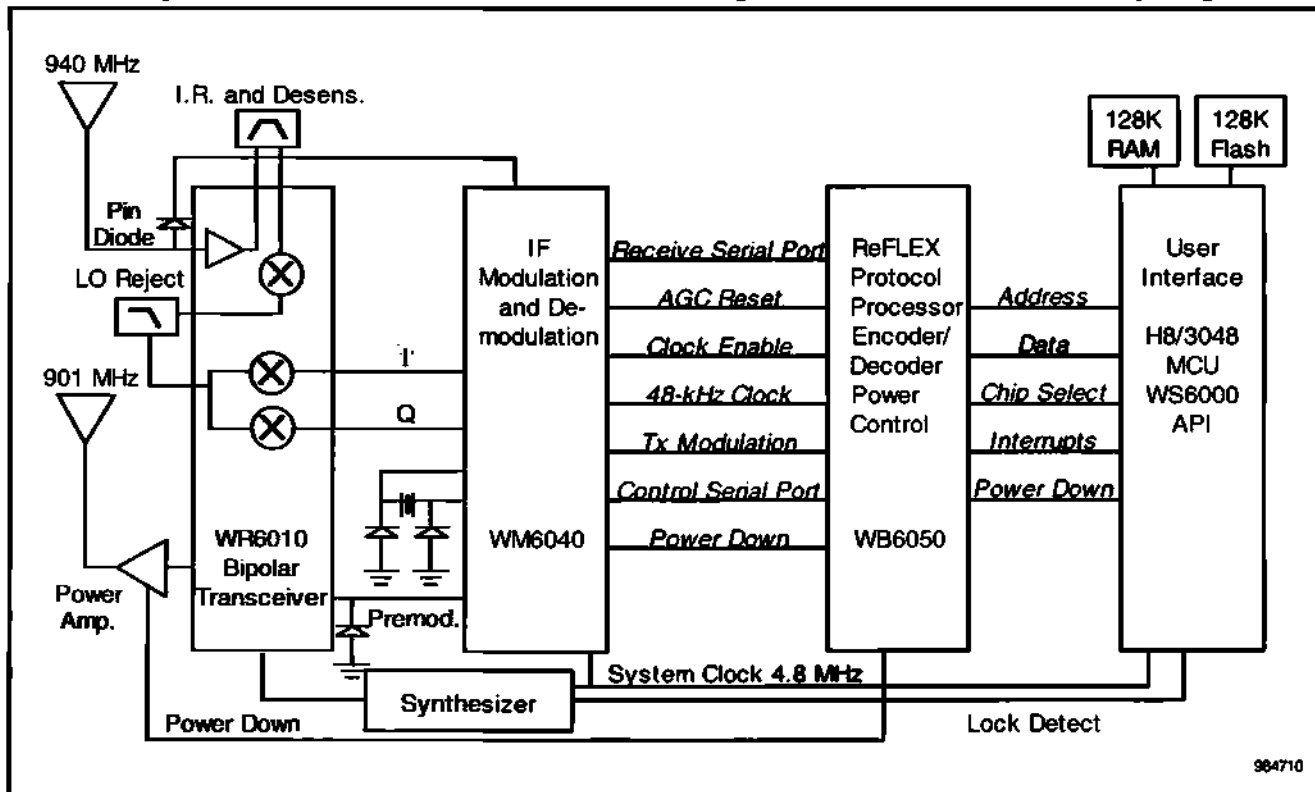 940 MHz
I.R. and Desens.
128K
RAM
128K
Flash
Pin
Diode
LO Reject
901 MHz
Power
Amp.
WR6010
Bipolar
Transceiver
I
Q
Premod.
IF
Modulation
and De-
modulation
WM6040
Receive Serial Port
AGC Reset
Clock Enable
48-kHz Clock
Tx Modulation
Control Serial Port
Power Down
ReFLEX
Protocol
Processor
Encoder/
Decoder
Power
Control
WB6050
Address
Data
Chip Select
Interrupts
Power Down
User
Interface
H8/3048
MCU
WS6000
API
System Clock 4.8 MHz
Synthesizer
Power Down
Lock Detect
984710